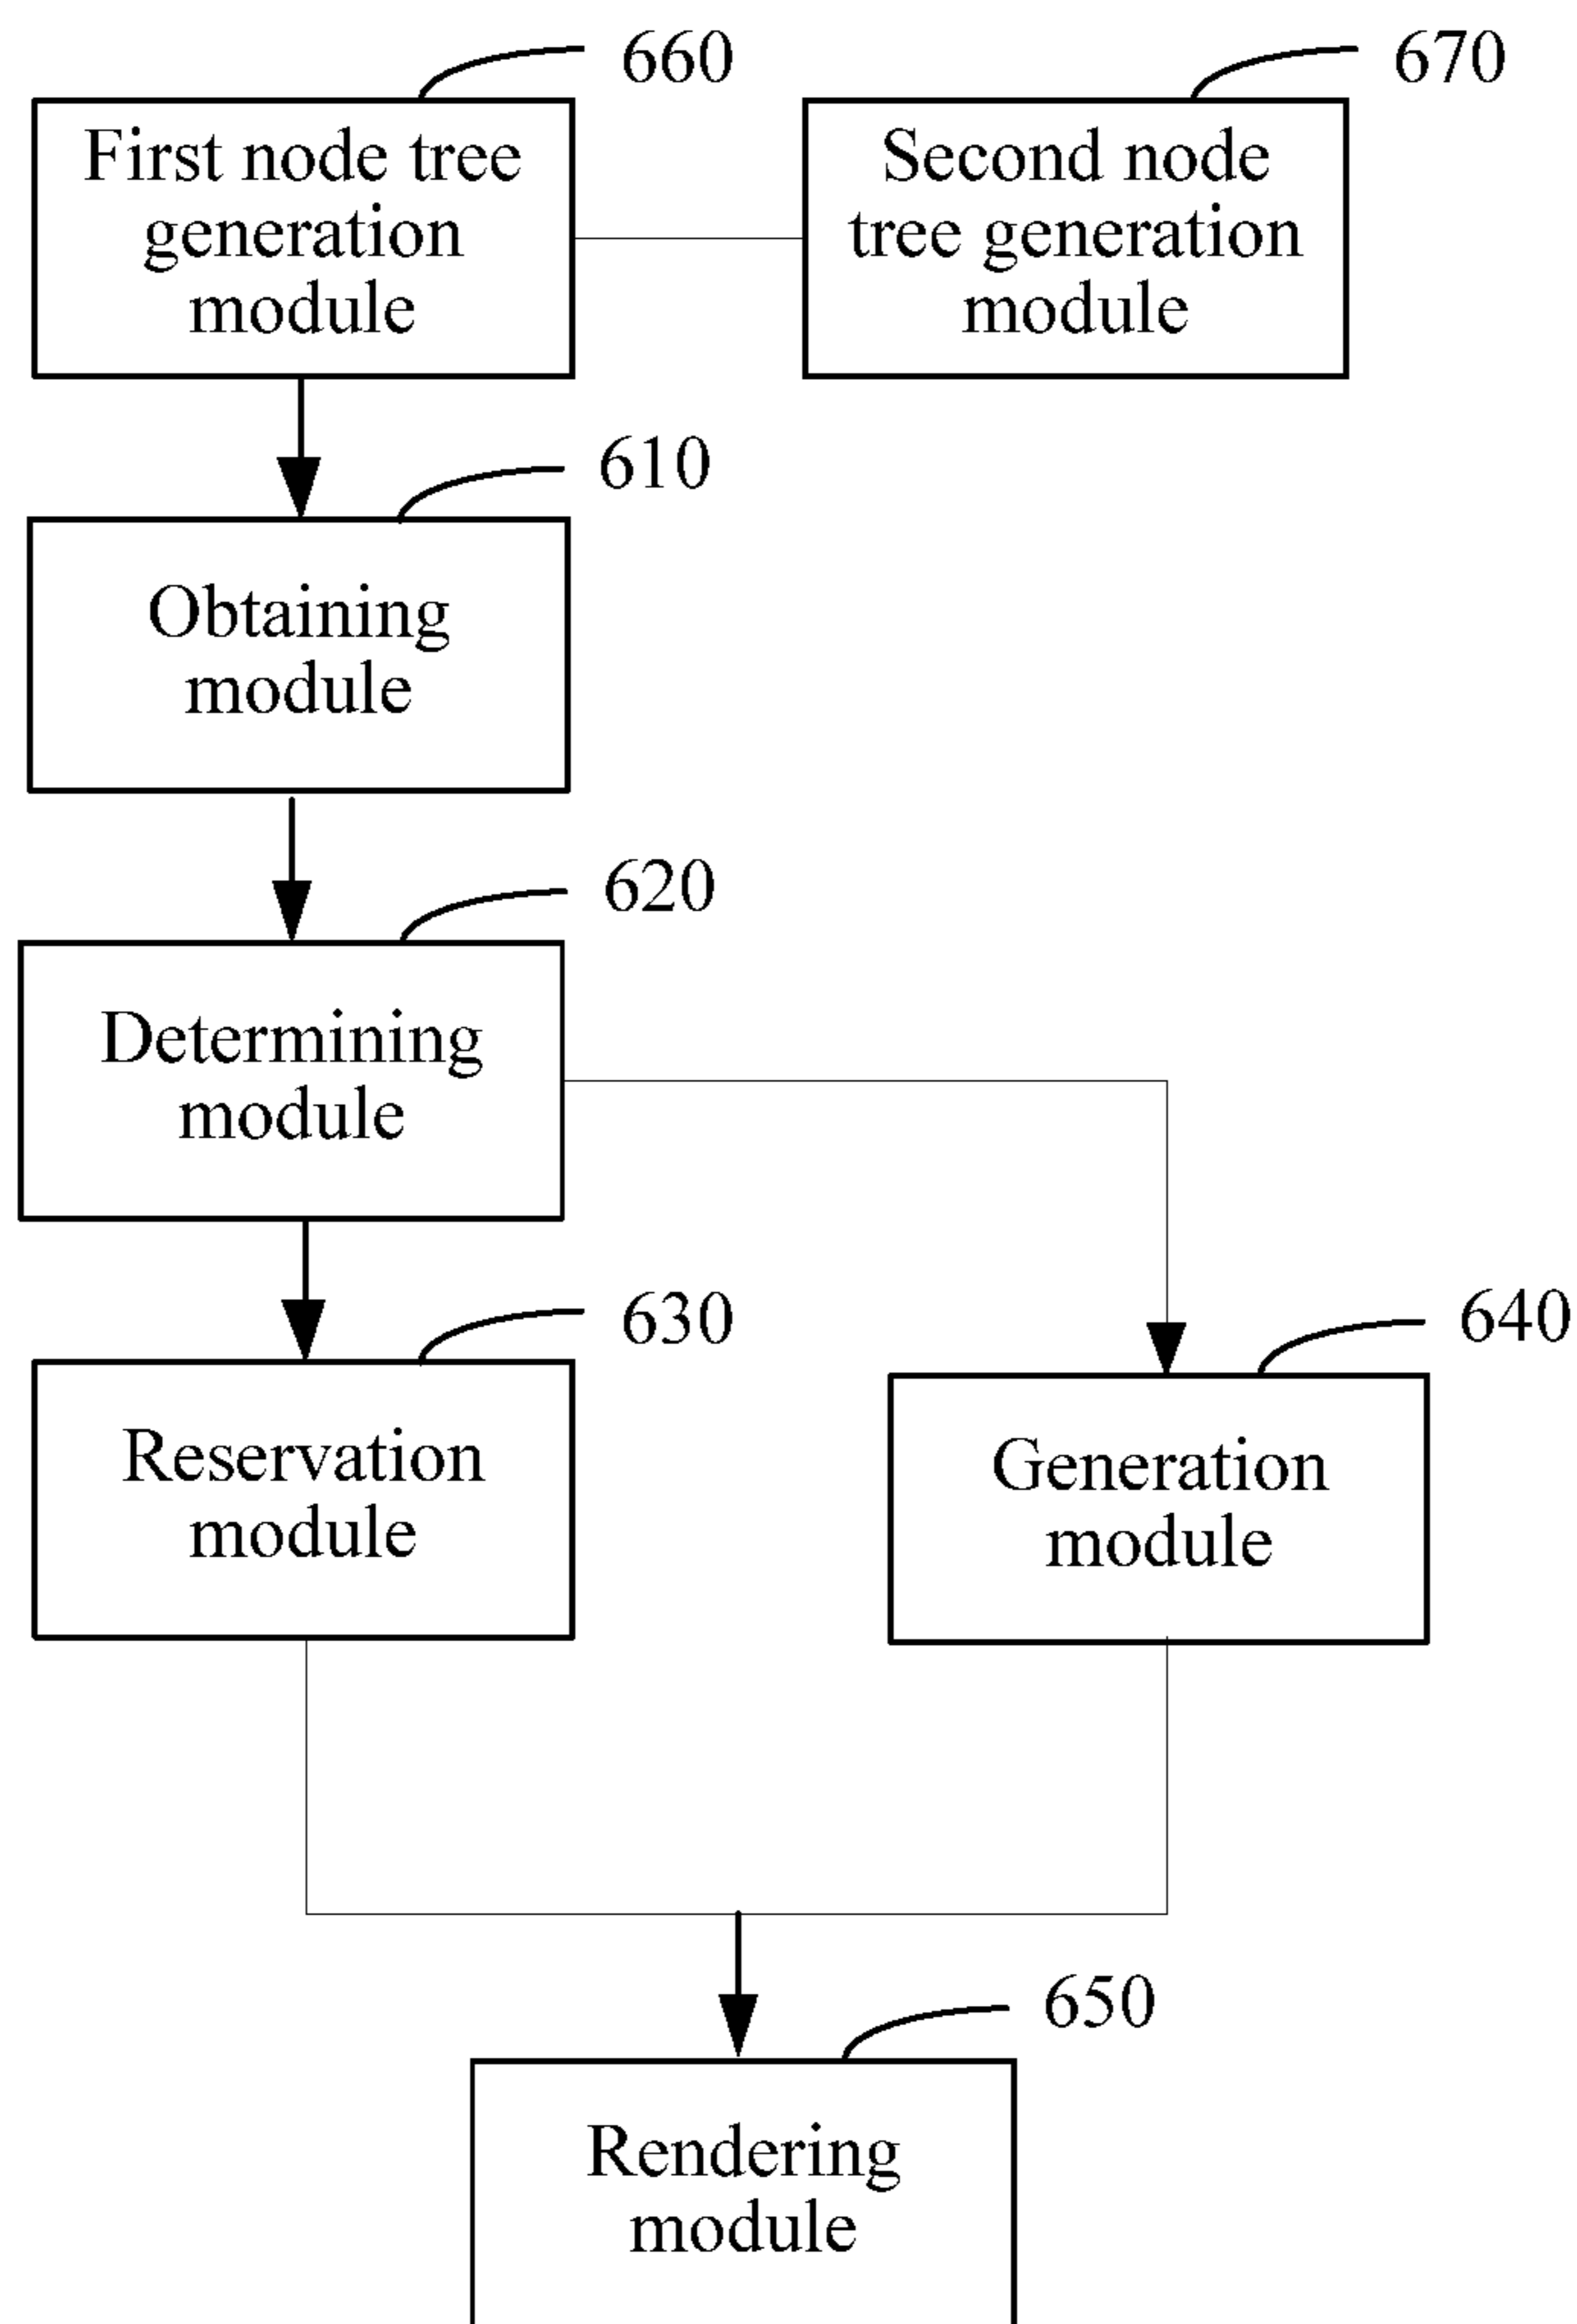 660
First node tree
generation
module
670
Second node
tree generation
module
610
Obtaining
module
620
Determining
module
630
Reservation
module
640
Generation
module
650
Rendering
module